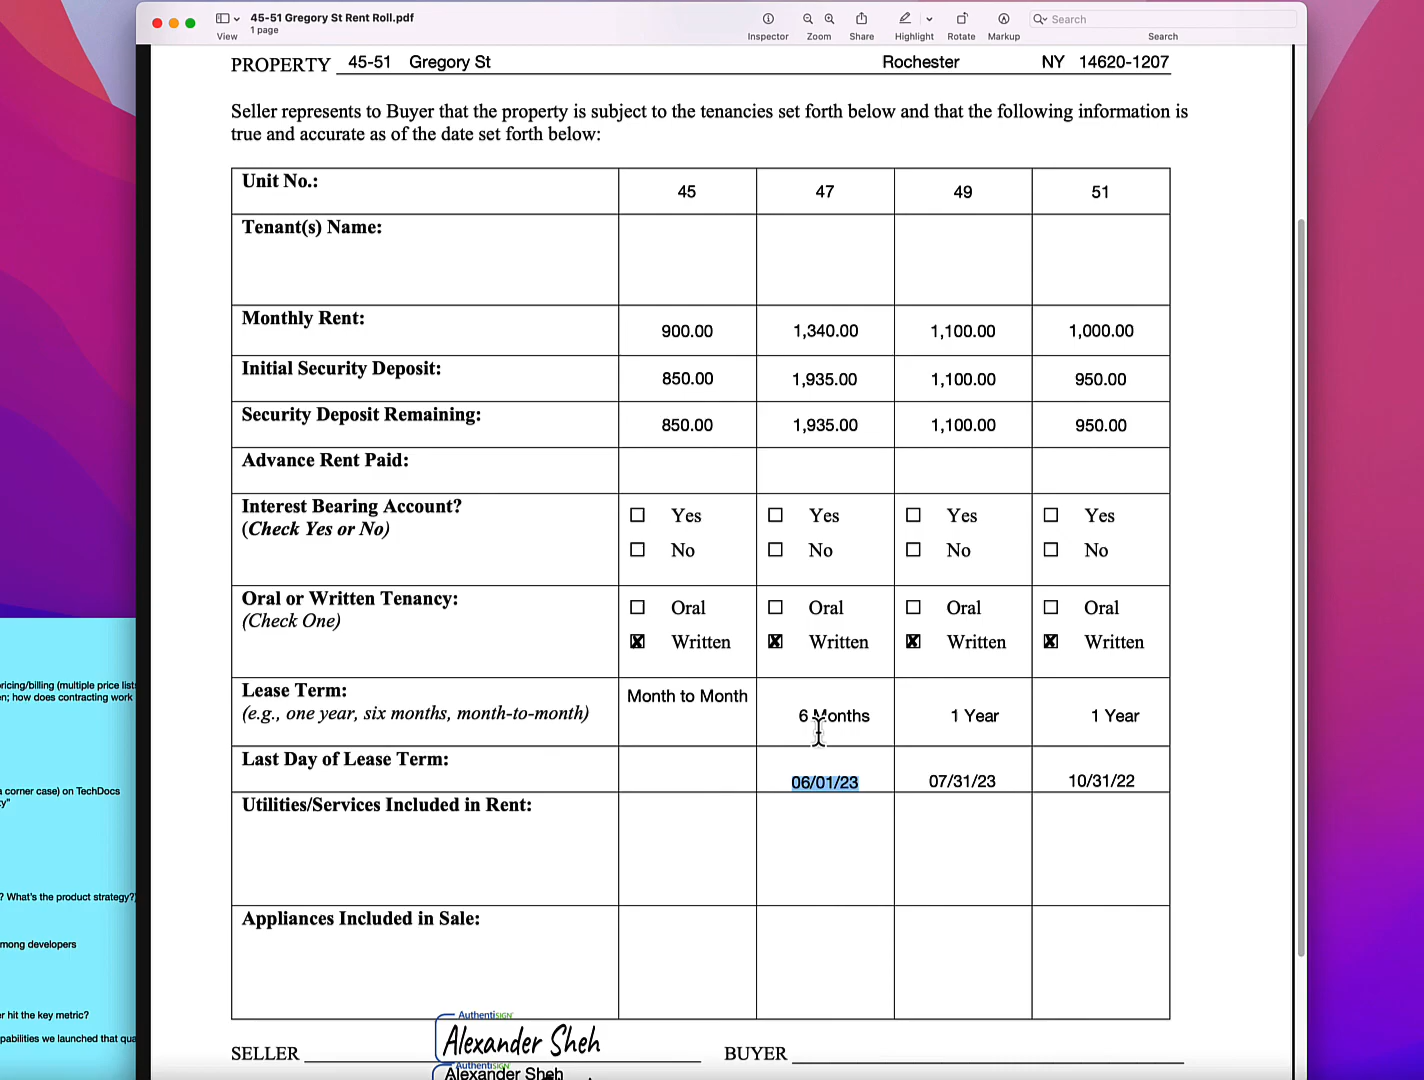 45-51 Gregory St Rent Roll.pdf
1 page
View
Inspector
Zoom
Share
Highlight
Rotate
Markup
Search
Search
PROPERTY 45-51 Gregory St Rochester NY 14620-1207
Seller represents to Buyer that the property is subject to the tenancies set forth below and that the following information is
true and accurate as of the date set forth below:
Unit No.: 45 47 49 51
Tenant(s) Name:
Monthly Rent: 900.00 1,340.00 1,100.00 1,000.00
Initial Security Deposit: 850.00 1,935.00 1,100.00 950.00
Security Deposit Remaining: 850.00 1,935.00 1,100.00 950.00
Advance Rent Paid:
Interest Bearing Account? Yes Yes Yes Yes
(Check Yes or No) No No No No
Oral or Written Tenancy: Oral Oral Oral Oral
(Check One) Written Written Written Written
Lease Term: Month to Month
(e.g., one year, six months, month-to-month) 6 Months 1 Year 1 Year
Last Day of Lease Term: 06/01/23 07/31/23 10/31/22
Utilities/Services Included in Rent:
Appliances Included in Sale:
AuthentiSIGN
Alexander Sheh
SELLER BUYER
AuthentiSIGN
Alexander Sheh
ricing/billing (multiple price list
n; how does contracting work
a corner case) on TechDocs
y"
? What's the product strategy?)
mong developers
r hit the key metric?
pabilities we launched that qua